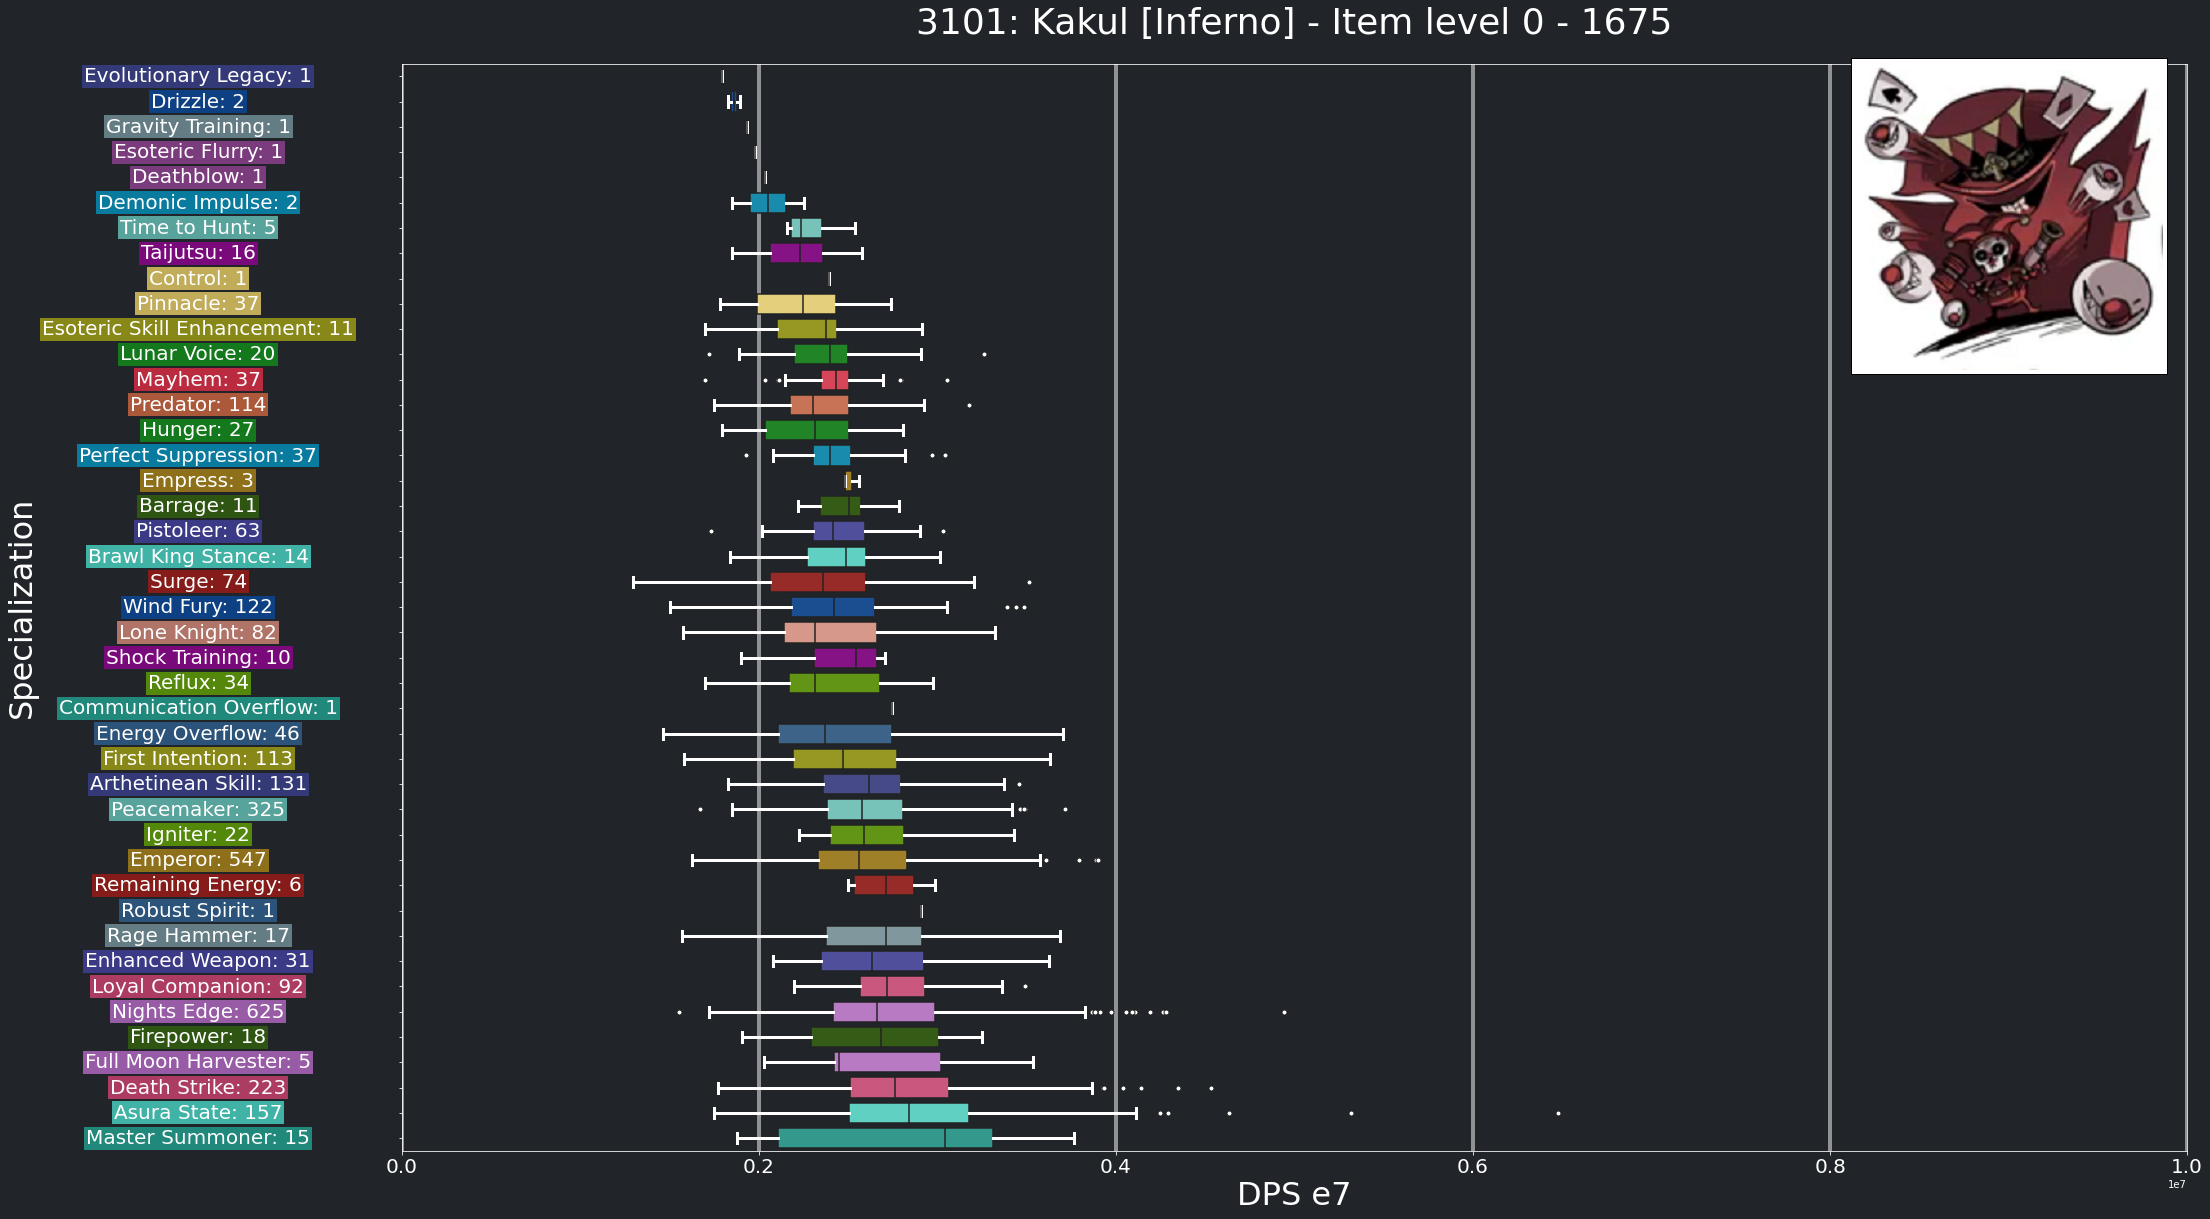 3101: Kakul [Inferno] - Item level 0 - 1675
Evolutionary Legacy: 1
Drizzle: 2
Gravity Training: 1
Esoteric Flurry: 1
Deathblow: 1
Demonic Impulse: 2
Time to Hunt: 5
Taijutsu: 16
Control: 1
Pinnacle: 37
Esoteric Skill Enhancement: 11
Lunar Voice: 20
Mayhem: 37
Predator: 114
Hunger: 27
Perfect Suppression: 37
Empress: 3
Barrage: 11
Pistoleer: 63
Brawl King Stance: 14
Surge: 74
Wind Fury: 122
Lone Knight: 82
Shock Training: 10
Reflux: 34
Communication Overflow: 1
Energy Overflow: 46
First Intention: 113
Arthetinean Skill: 131
Peacemaker: 325
Igniter: 22
Emperor: 547
Remaining Energy: 6
Robust Spirit: 1
Rage Hammer: 17
Enhanced Weapon: 31
Loyal Companion: 92
Nights Edge: 625
Firepower: 18
Full Moon Harvester: 5
Death Strike: 223
Asura State: 157
Master Summoner: 15
Specialization
0.0 0.2 0.4 0.6 0.8 1.0
1e7
DPS e7